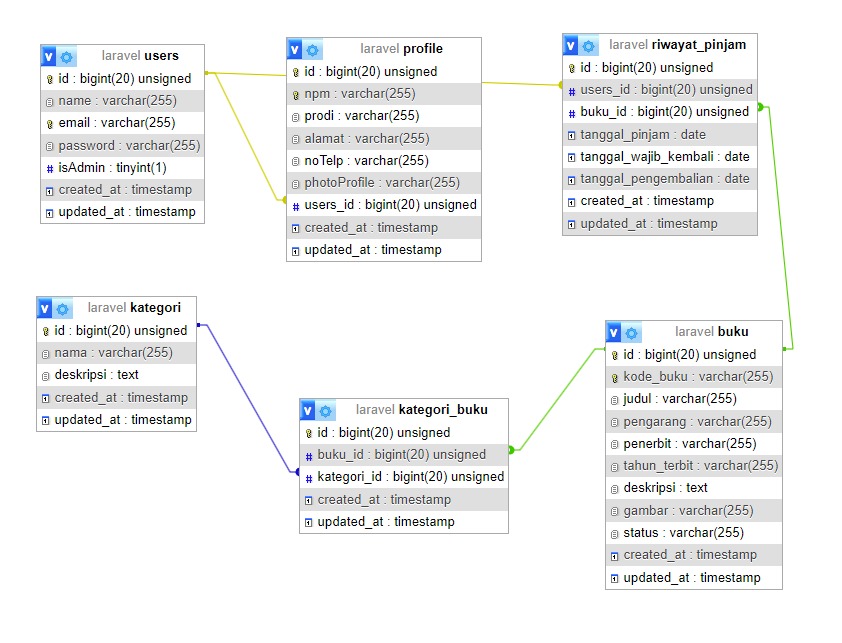 laravel users
id : bigint(20) unsigned
name : varchar(255)
email : varchar(255)
password : varchar(255)
isAdmin : tinyint(1)
created_at : timestamp
updated_at : timestamp
laravel profile
id : bigint(20) unsigned
npm : varchar(255)
prodi : varchar(255)
alamat : varchar(255)
noTelp : varchar(255)
photoProfile : varchar(255)
users_id : bigint(20) unsigned
created_at : timestamp
updated_at : timestamp
laravel riwayat_pinjam
id : bigint(20) unsigned
users_id : bigint(20) unsigned
buku_id : bigint(20) unsigned
tanggal_pinjam : date
tanggal_wajib_kembali : date
tanggal_pengembalian : date
created_at : timestamp
updated_at : timestamp
laravel kategori
id : bigint(20) unsigned
nama : varchar(255)
deskripsi : text
created_at : timestamp
updated_at : timestamp
laravel kategori_buku
id : bigint(20) unsigned
buku_id : bigint(20) unsigned
kategori_id : bigint(20) unsigned
created_at : timestamp
updated_at : timestamp
laravel buku
id : bigint(20) unsigned
kode_buku : varchar(255)
judul : varchar(255)
pengarang : varchar(255)
penerbit : varchar(255)
tahun_terbit : varchar(255)
deskripsi : text
gambar : varchar(255)
status : varchar(255)
created_at : timestamp
updated_at : timestamp